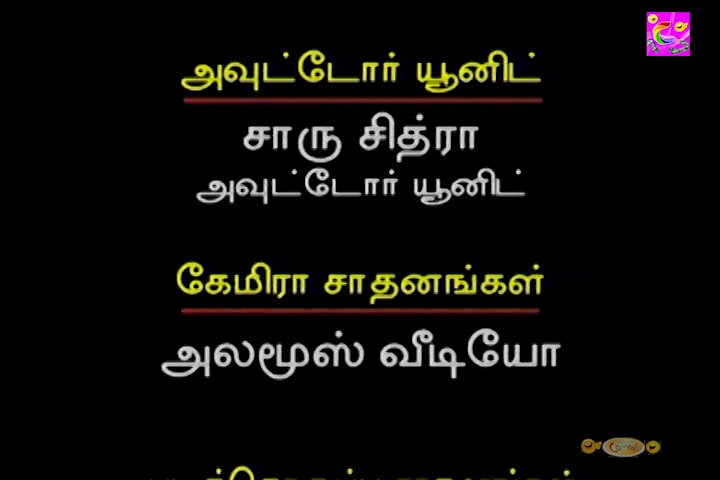 அவுட்டோர் யூனிட்
சாரு சித்ரா
அவுட்டோர் யூனிட்
கேமிரா சாதனங்கள்
அலமூஸ் வீடியோ